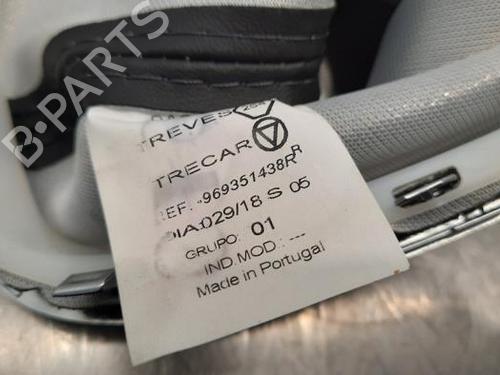 B-PARTS
TREVES
TRECAR
REF. -969351438R R
DIA:029/18 S 05
GRUPO: 01
IND.MOD.: ---
Made in Portugal